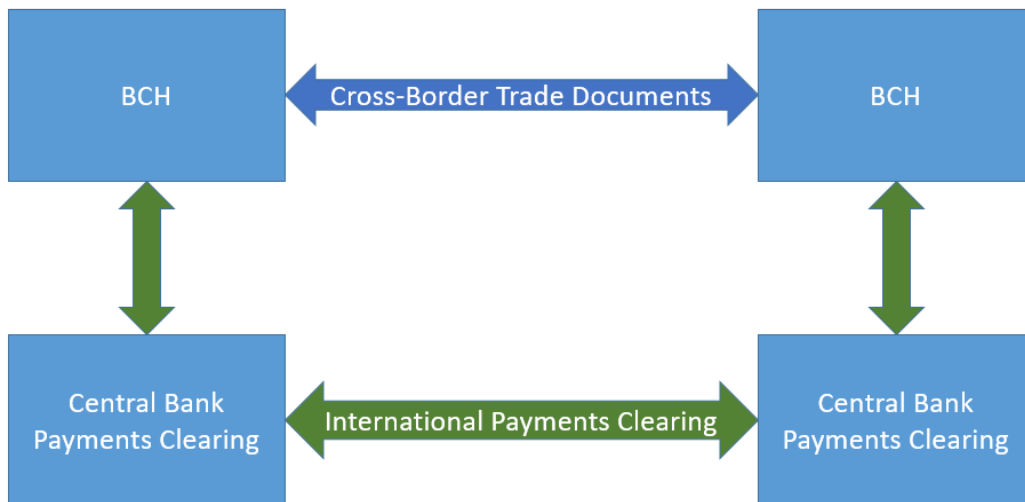 BCH
Cross-Border Trade Documents
BCH
Central Bank
Payments Clearing
International Payments Clearing
Central Bank
Payments Clearing